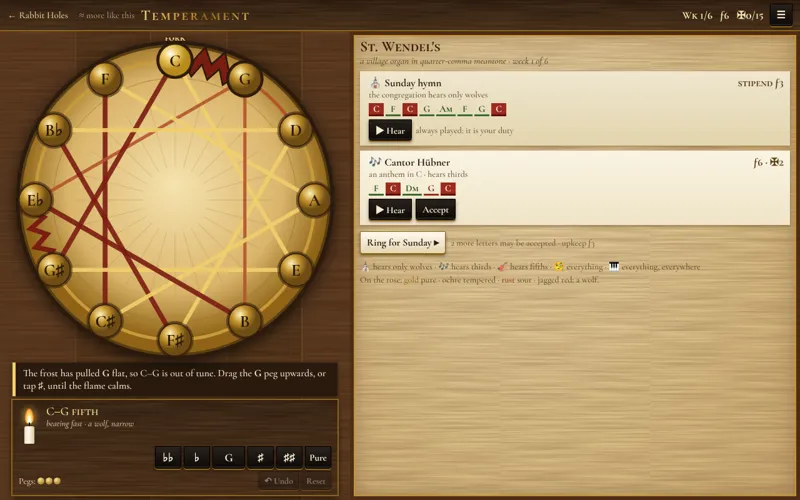 ← Rabbit Holes
≈ more like this
Temperament
Wk 1/6 ƒ6 ✠0/15 ☰
C
F
G
B♭
D
E♭
A
G♯
E
C♯
B
F♯
The frost has pulled G flat, so C–G is out of tune. Drag the G peg upwards, or
tap ♯, until the flame calms.
C–G fifth
beating fast · a wolf, narrow
♭♭ ♭ G ♯ ♯♯ Pure
Pegs:
↶ Undo Reset
St. Wendel's
a village organ in quarter-comma meantone · week 1 of 6
Sunday hymn stipend ƒ3
the congregation hears only wolves
C F C G Am F G C
▶ Hear always played: it is your duty
Cantor Hübner ƒ6 · ✠2
an anthem in C · hears thirds
F C Dm G C
▶ Hear Accept
Ring for Sunday ▸ 2 more letters may be accepted · upkeep ƒ3
hears only wolves · hears thirds · hears fifths · everything · everything, everywhere
On the rose: gold pure · ochre tempered · rust sour · jagged red: a wolf.